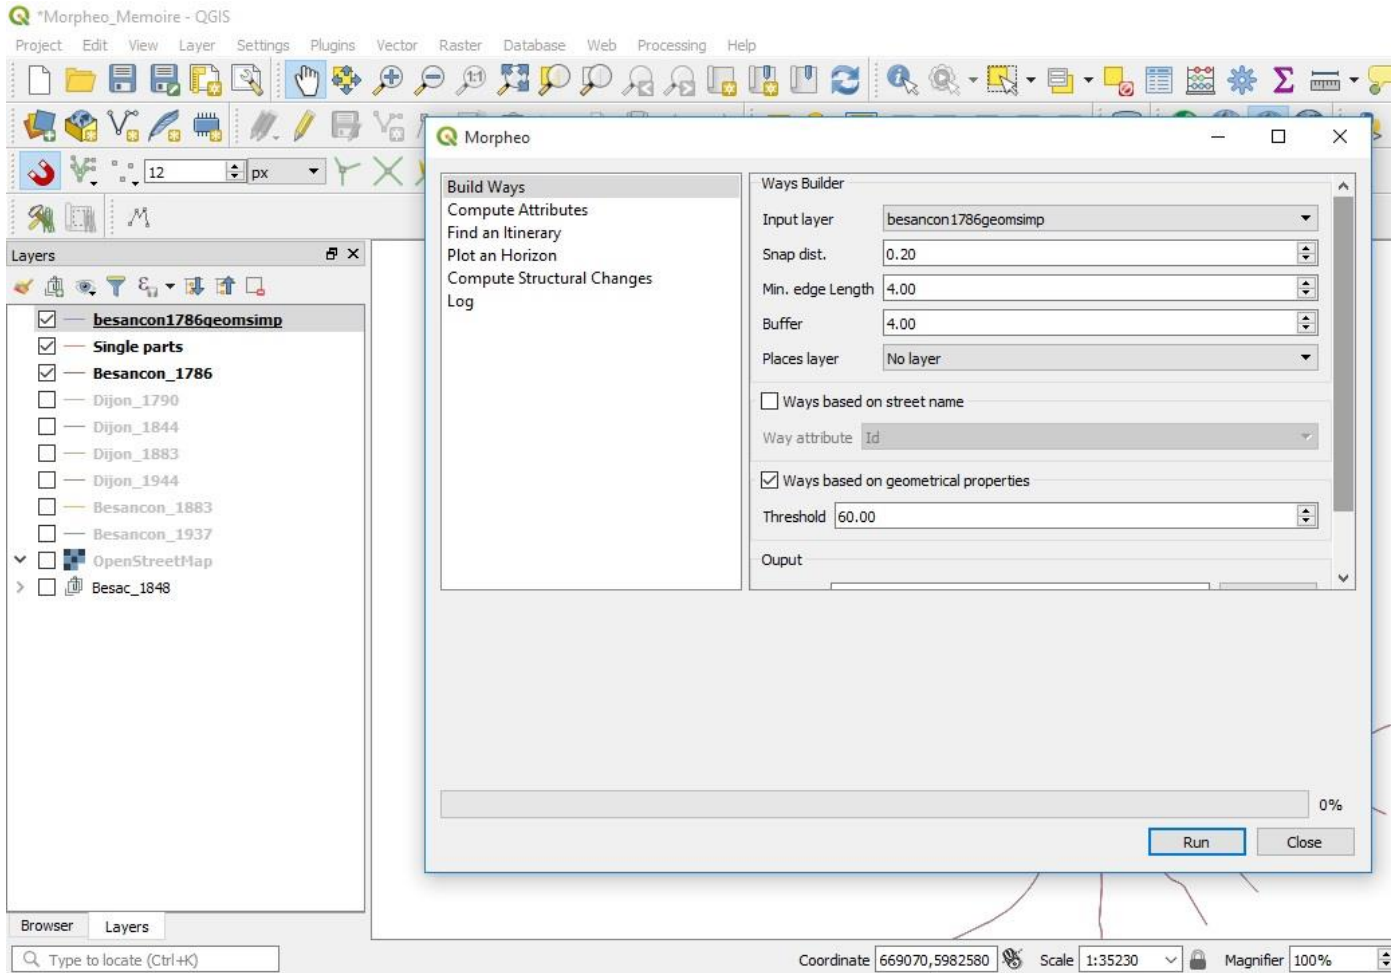 *Morpheo_Memoire - QGIS
Project Edit View Layer Settings Plugins Vector Raster Database Web Processing Help
1:1
12 px
Morpheo
Build Ways
Compute Attributes
Find an Itinerary
Plot an Horizon
Compute Structural Changes
Log
Ways Builder
Input layer besancon1786geomsimp
Snap dist. 0.20
Min. edge Length 4.00
Buffer 4.00
Places layer No layer
Ways based on street name
Way attribute Id
Ways based on geometrical properties
Threshold 60.00
Ouput
0%
Run Close
Layers
besancon1786geomsimp
Single parts
Besancon_1786
Dijon_1790
Dijon_1844
Dijon_1883
Dijon_1944
Besancon_1883
Besancon_1937
OpenStreetMap
Besac_1848
Browser Layers
Type to locate (Ctrl+K)
Coordinate 669070,5982580 Scale 1:35230 Magnifier 100%